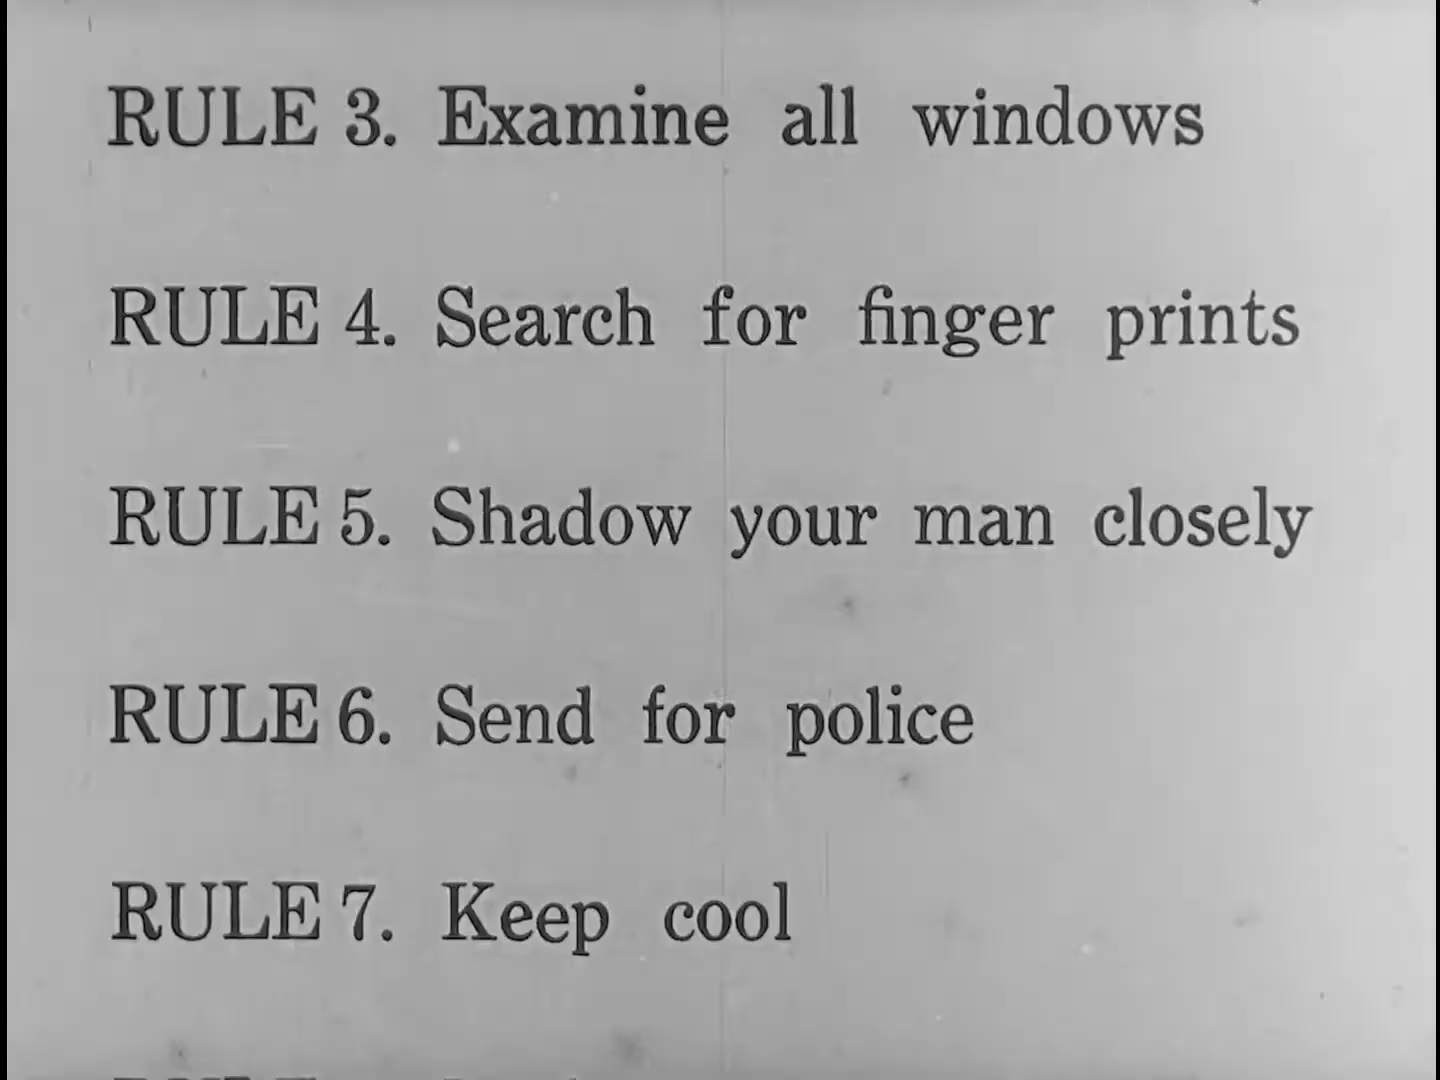 RULE 3. Examine all windows
RULE 4. Search for finger prints
RULE 5. Shadow your man closely
RULE 6. Send for police
RULE 7. Keep cool